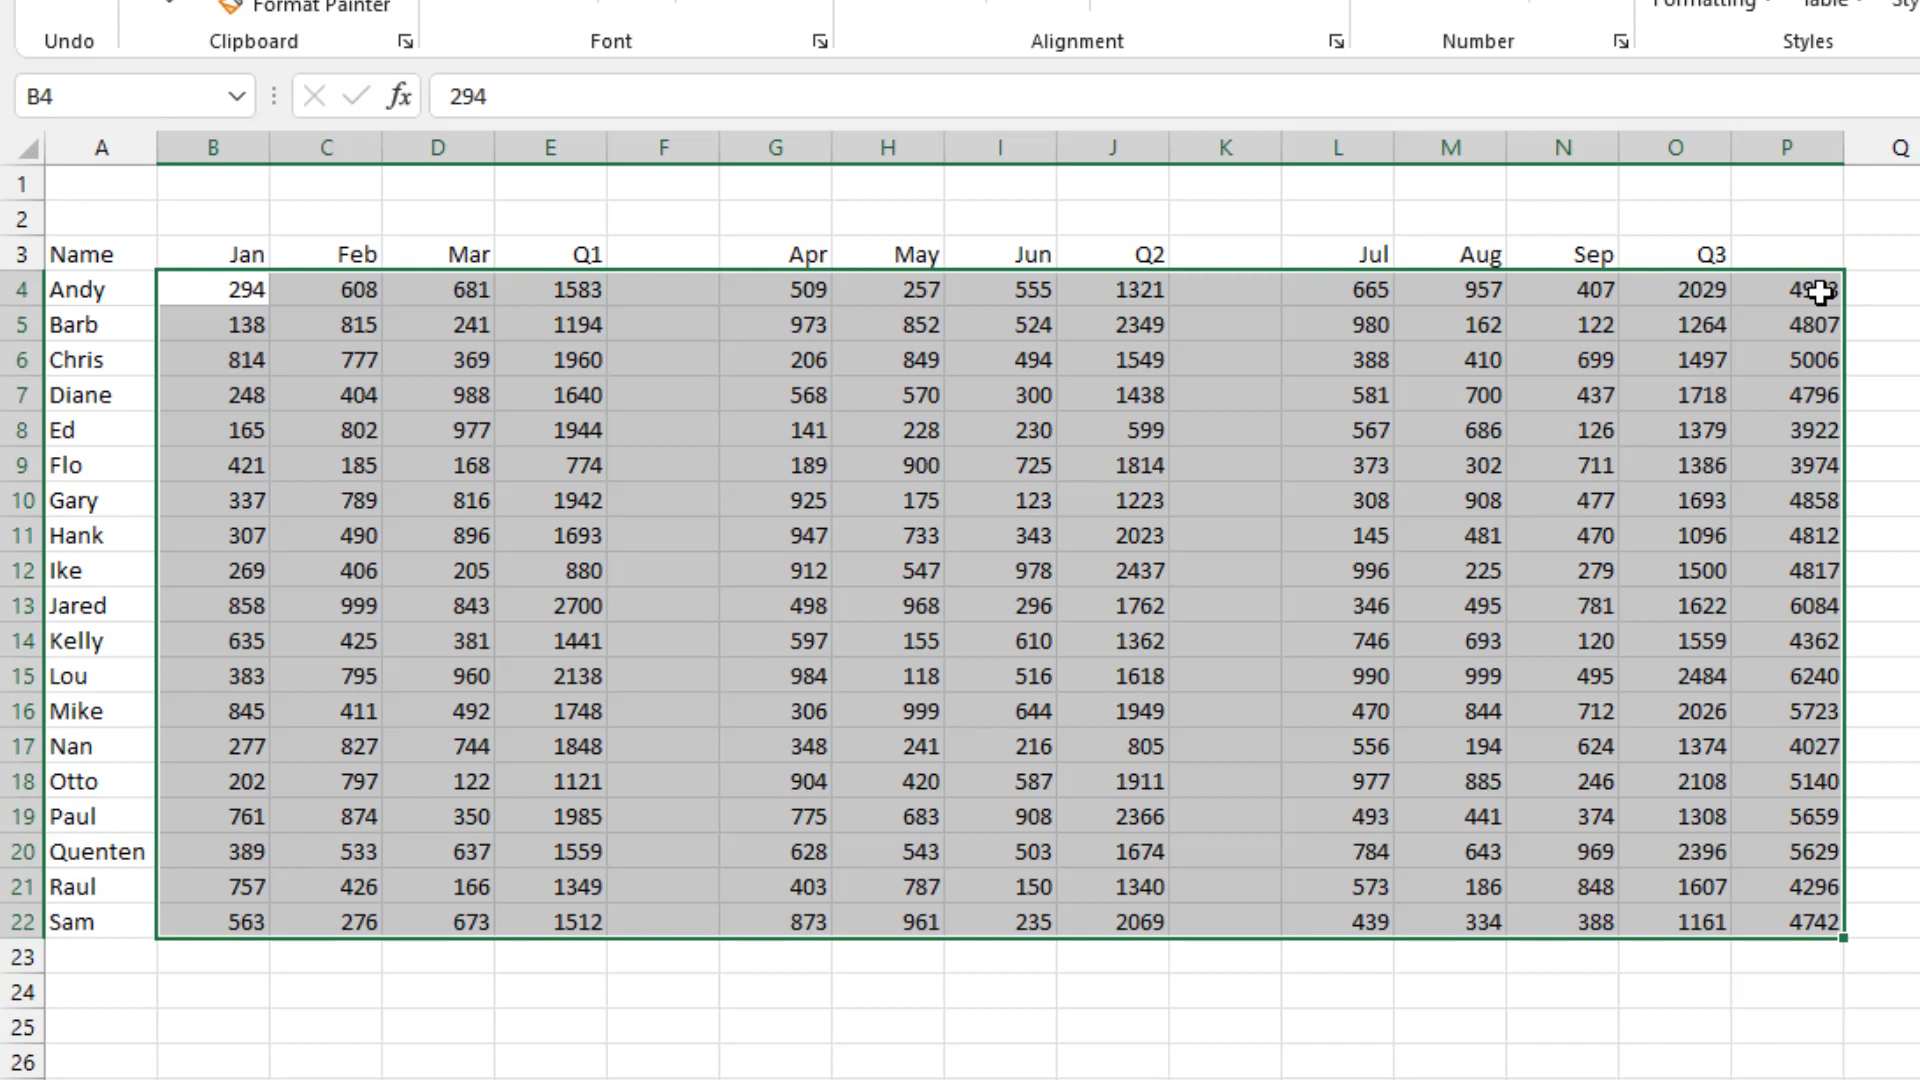 Format Painter
Formatting Table
Undo Clipboard Font Alignment Number Styles
B4 fx 294
A B C D E F G H I J K L M N O P Q
1
2
3 Name Jan Feb Mar Q1 Apr May Jun Q2 Jul Aug Sep Q3
4 Andy 294 608 681 1583 509 257 555 1321 665 957 407 2029
5 Barb 138 815 241 1194 973 852 524 2349 980 162 122 1264 4807
6 Chris 814 777 369 1960 206 849 494 1549 388 410 699 1497 5006
7 Diane 248 404 988 1640 568 570 300 1438 581 700 437 1718 4796
8 Ed 165 802 977 1944 141 228 230 599 567 686 126 1379 3922
9 Flo 421 185 168 774 189 900 725 1814 373 302 711 1386 3974
10 Gary 337 789 816 1942 925 175 123 1223 308 908 477 1693 4858
11 Hank 307 490 896 1693 947 733 343 2023 145 481 470 1096 4812
12 Ike 269 406 205 880 912 547 978 2437 996 225 279 1500 4817
13 Jared 858 999 843 2700 498 968 296 1762 346 495 781 1622 6084
14 Kelly 635 425 381 1441 597 155 610 1362 746 693 120 1559 4362
15 Lou 383 795 960 2138 984 118 516 1618 990 999 495 2484 6240
16 Mike 845 411 492 1748 306 999 644 1949 470 844 712 2026 5723
17 Nan 277 827 744 1848 348 241 216 805 556 194 624 1374 4027
18 Otto 202 797 122 1121 904 420 587 1911 977 885 246 2108 5140
19 Paul 761 874 350 1985 775 683 908 2366 493 441 374 1308 5659
20 Quenten 389 533 637 1559 628 543 503 1674 784 643 969 2396 5629
21 Raul 757 426 166 1349 403 787 150 1340 573 186 848 1607 4296
22 Sam 563 276 673 1512 873 961 235 2069 439 334 388 1161 4742
23
24
25
26